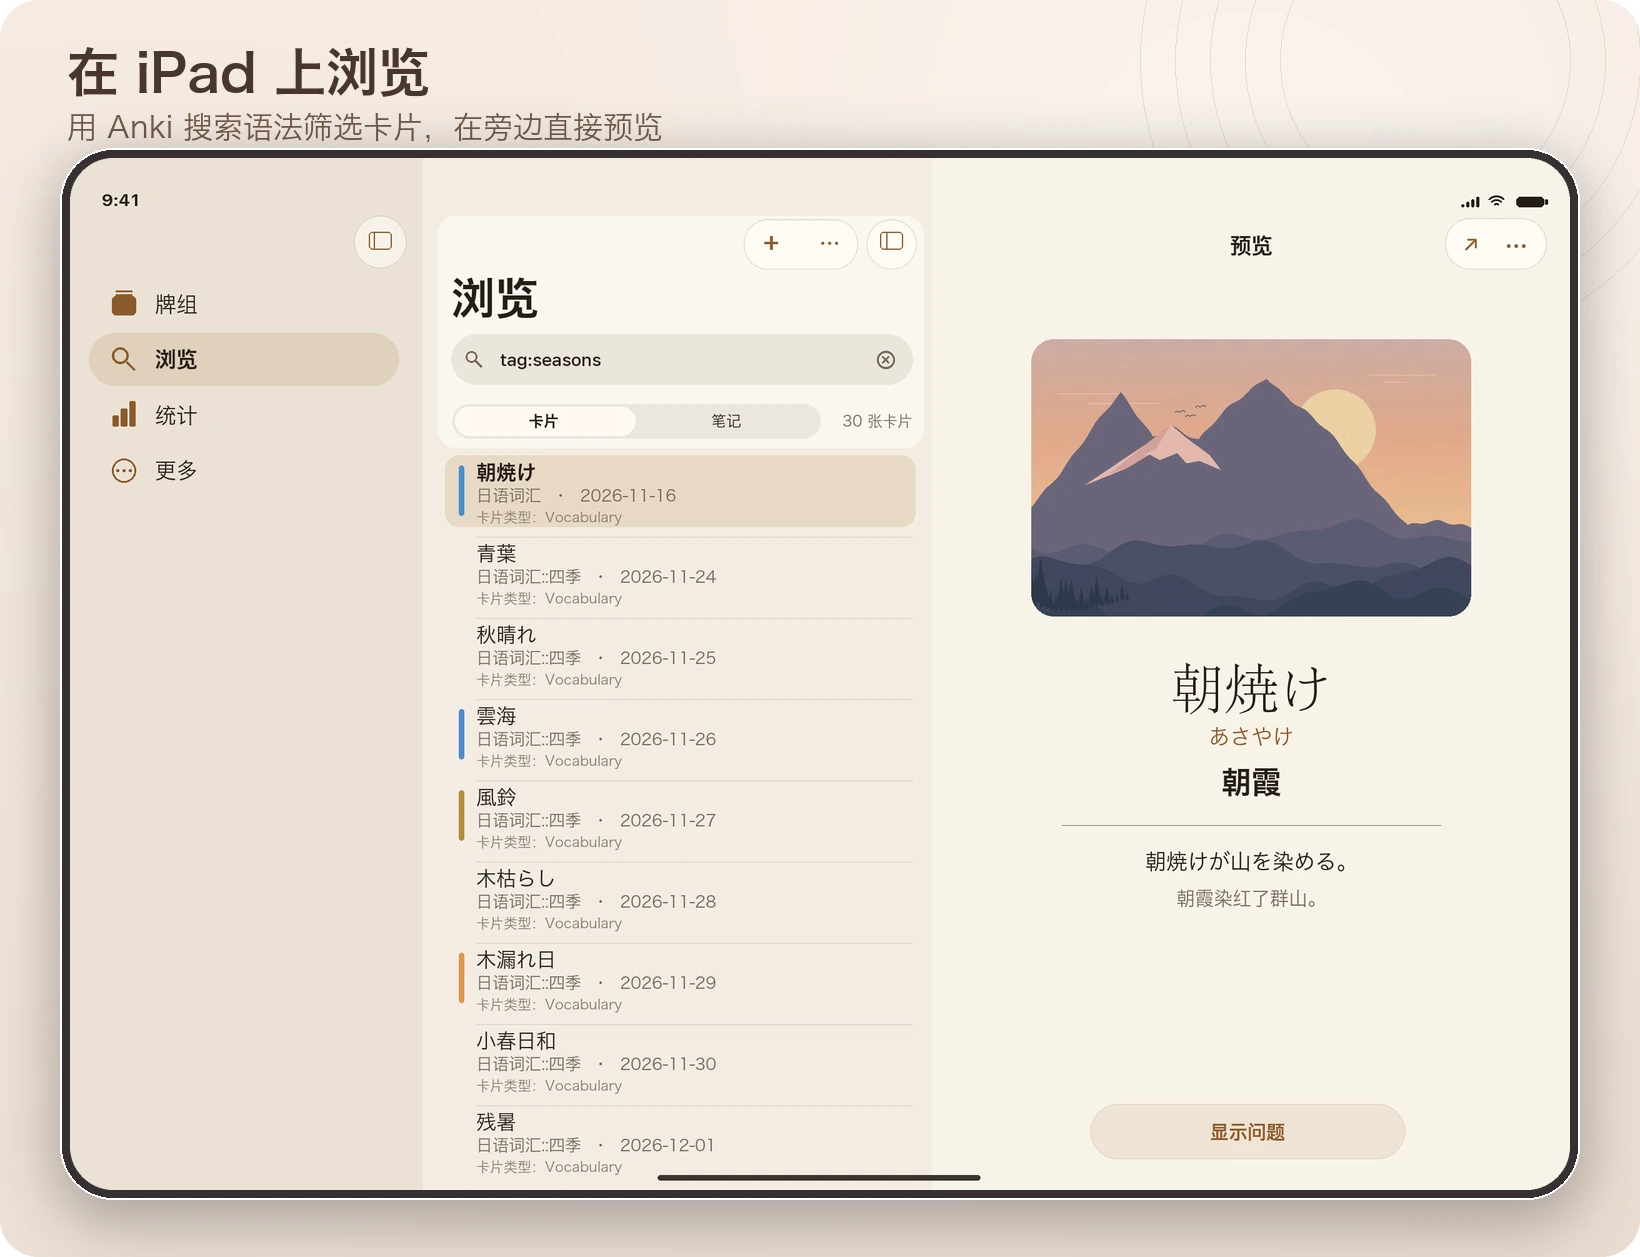 在 iPad 上浏览
用 Anki 搜索语法筛选卡片，在旁边直接预览
9:41
牌组
浏览
统计
更多
浏览
tag:seasons
卡片
笔记
30 张卡片
朝焼け
日语词汇 · 2026-11-16
卡片类型：Vocabulary
青葉
日语词汇::四季 · 2026-11-24
卡片类型：Vocabulary
秋晴れ
日语词汇::四季 · 2026-11-25
卡片类型：Vocabulary
雲海
日语词汇::四季 · 2026-11-26
卡片类型：Vocabulary
風鈴
日语词汇::四季 · 2026-11-27
卡片类型：Vocabulary
木枯らし
日语词汇::四季 · 2026-11-28
卡片类型：Vocabulary
木漏れ日
日语词汇::四季 · 2026-11-29
卡片类型：Vocabulary
小春日和
日语词汇::四季 · 2026-11-30
卡片类型：Vocabulary
残暑
日语词汇::四季 · 2026-12-01
卡片类型：Vocabulary
预览
朝焼け
あさやけ
朝霞
朝焼けが山を染める。
朝霞染红了群山。
显示问题